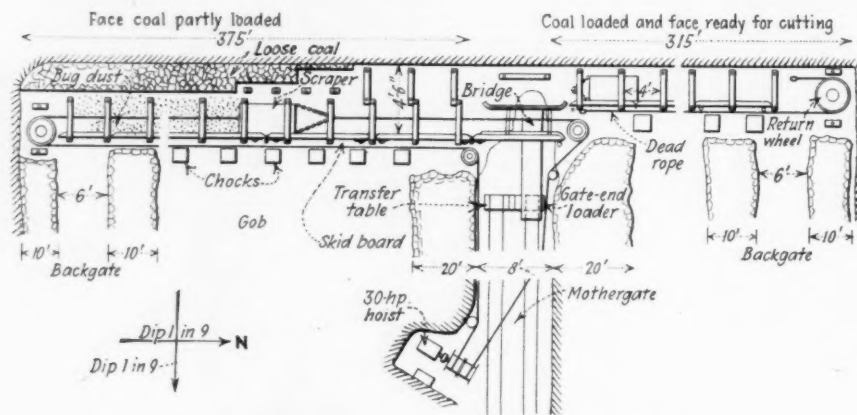 Face coal partly loaded
375'
Coal loaded and face ready for cutting
315'
Loose coal
Bug dust
Scraper
4'6"
Bridge
4'
Return
wheel
Dead
rope
Chocks
6'
Gob
Skid board
Transfer
table
Gate-end
loader
6'
10'
10'
Backgate
20'
8'
20'
10'
10'
Backgate
Mothergate
30-hp
hoist
Dip 1 in 9
N
Dip 1 in 9